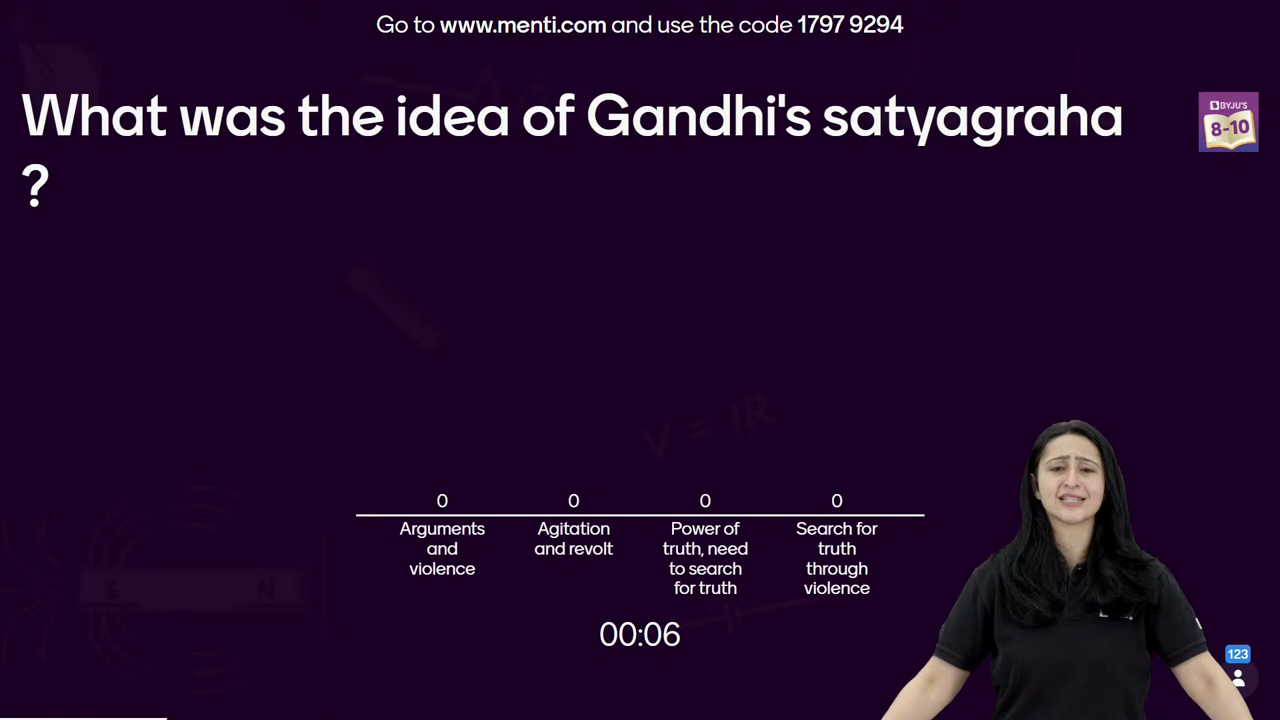 Go to www.menti.com and use the code 1797 9294
What was the idea of Gandhi's satyagraha
?
BYJU'S
8-10
V = IR
0 0 0 0
Arguments and violence
Agitation and revolt
Power of truth, need to search for truth
Search for truth through violence
S N
00:06
123